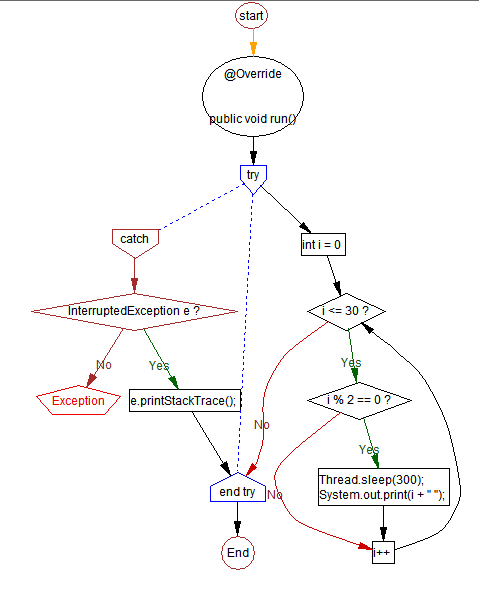 start
@Override
public void run()
try
catch
int i = 0
InterruptedException e ?
i <= 30 ?
No
Yes
Yes
Exception
e.printStackTrace();
i % 2 == 0 ?
No
Yes
end try
No
Thread.sleep(300);
System.out.print(i + " ");
End
i++